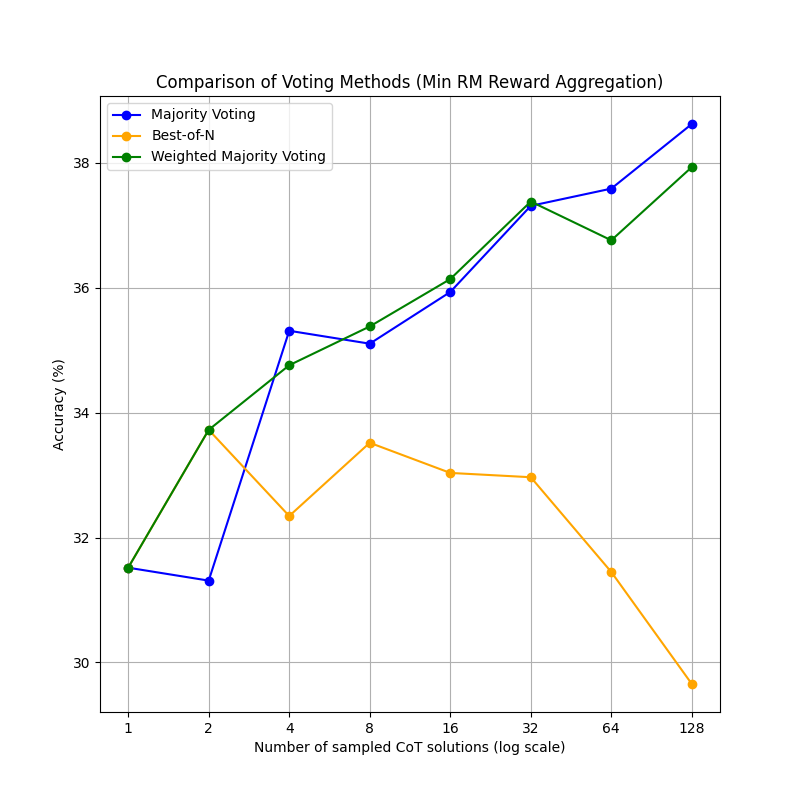 Comparison of Voting Methods (Min RM Reward Aggregation)
Majority Voting
Best-of-N
Weighted Majority Voting
38
36
34
32
30
Accuracy (%)
1 2 4 8 16 32 64 128
Number of sampled CoT solutions (log scale)